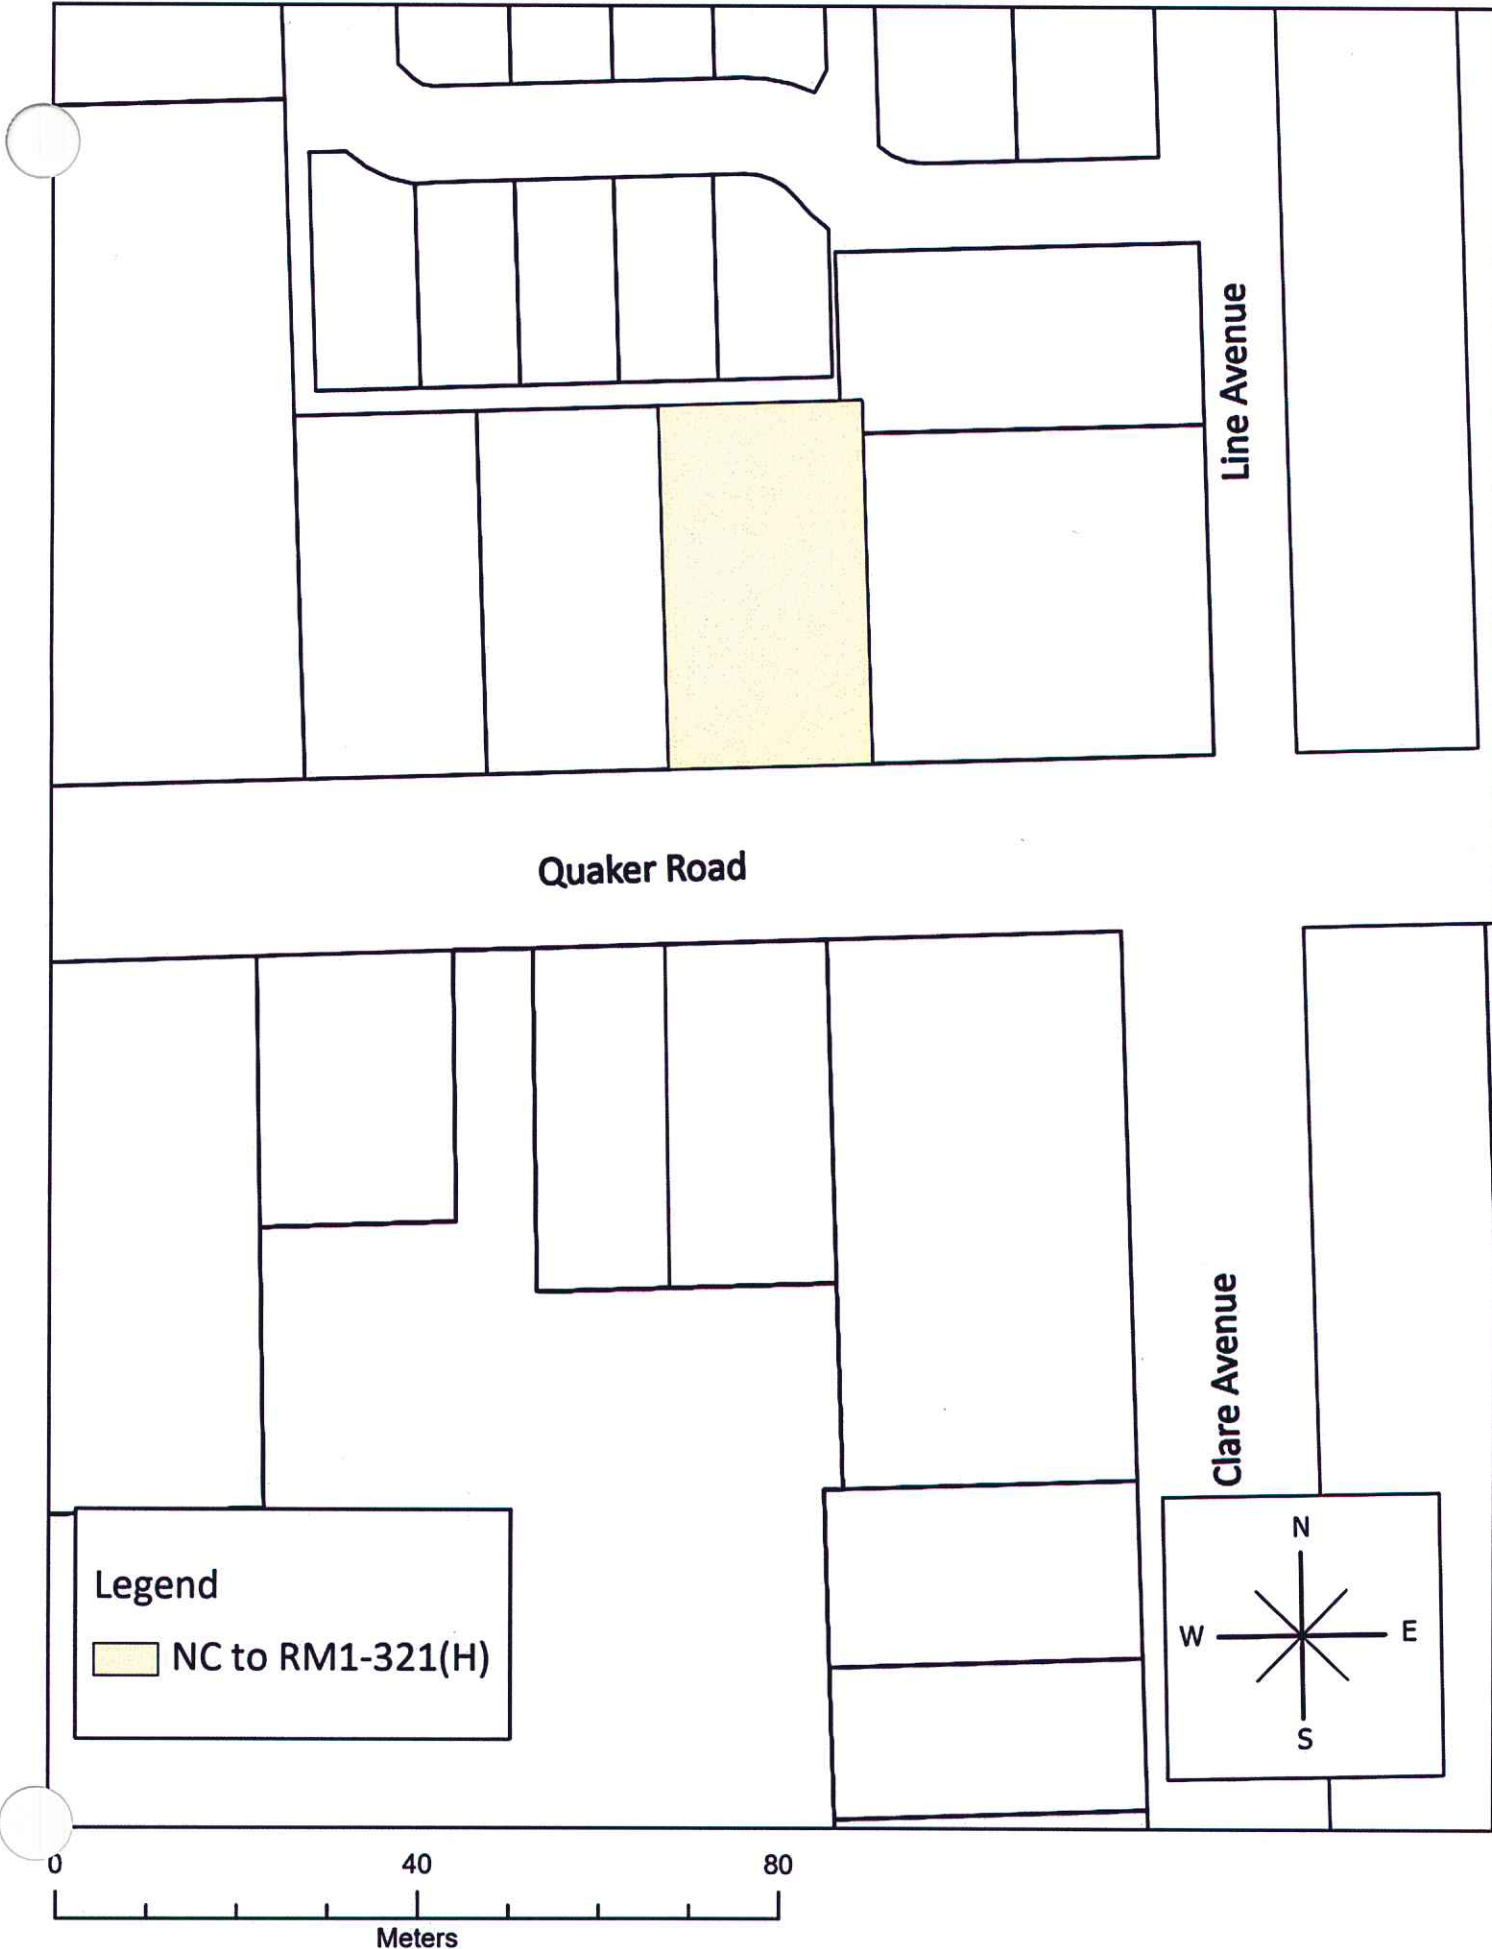 Line Avenue
Quaker Road
Clare Avenue
Legend
NC to RM1-321(H)
N
W E
S
0 40 80
Meters